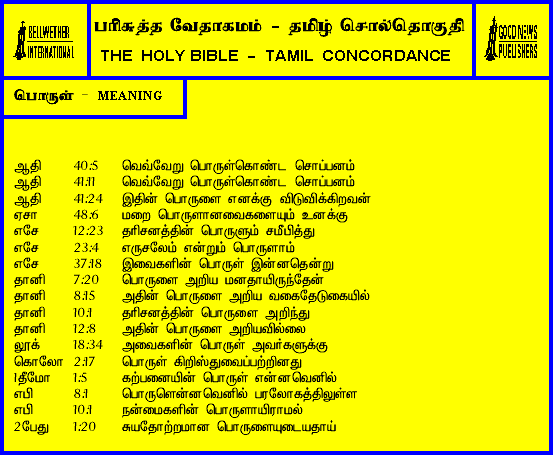 BELLWETHER
INTERNATIONAL
பரிசுத்த வேதாகமம் - தமிழ் சொல்தொகுதி
THE HOLY BIBLE - TAMIL CONCORDANCE
GOOD NEWS
PUBLISHERS
பொருள் - MEANING
ஆதி 40:5 வெவ்வேறு பொருள்கொண்ட சொப்பனம்
ஆதி 41:11 வெவ்வேறு பொருள்கொண்ட சொப்பனம்
ஆதி 41:24 இதின் பொருளை எனக்கு விடுவிக்கிறவன்
ஏசா 48:6 மறை பொருளானவைகளையும் உனக்கு
எசே 12:23 தரிசனத்தின் பொருளும் சமீபித்து
எசே 23:4 எருசலேம் என்றும் பொருளாம்
எசே 37:18 இவைகளின் பொருள் இன்னதென்று
தானி 7:20 பொருளை அறிய மனதாயிருந்தேன்
தானி 8:15 அதின் பொருளை அறிய வகைதேடுகையில்
தானி 10:1 தரிசனத்தின் பொருளை அறிந்து
தானி 12:8 அதின் பொருளை அறியவில்லை
லூக் 18:34 அவைகளின் பொருள் அவர்களுக்கு
கொலோ 2:17 பொருள் கிறிஸ்துவைப்பற்றினது
1தீமோ 1:5 கற்பனையின் பொருள் என்னவெனில்
எபி 8:1 பொருளென்னவெனில் பரலோகத்திலுள்ள
எபி 10:1 நன்மைகளின் பொருளாயிராமல்
2பேது 1:20 சுயதோற்றமான பொருளையுடையதாய்